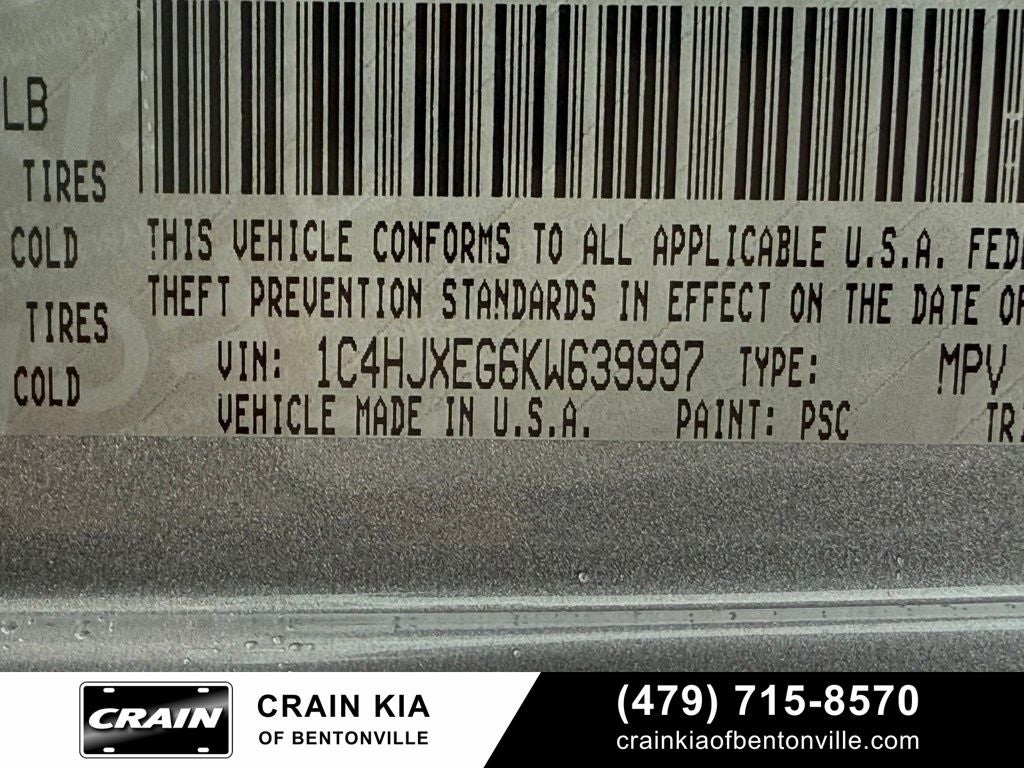 LB
TIRES
COLD
TIRES
COLD
THIS VEHICLE CONFORMS TO ALL APPLICABLE U.S.A.
THEFT PREVENTION STANDARDS IN EFFECT ON THE DATE
VIN: 1C4HJXEG6KW639997 TYPE: MPV
VEHICLE MADE IN U.S.A. PAINT: PSC
CRAIN
CRAIN KIA
OF BENTONVILLE
(479) 715-8570
crainkiaofbentonville.com